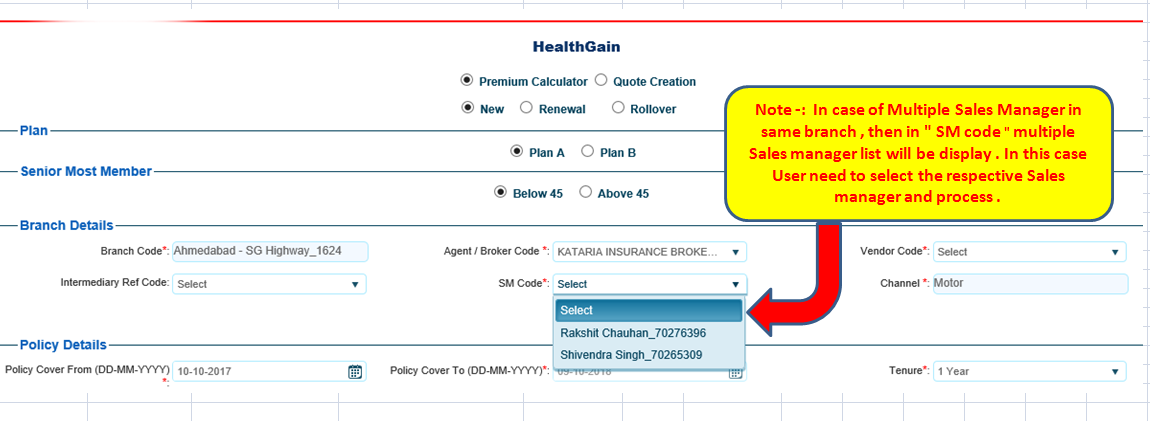 HealthGain
Premium Calculator Quote Creation
New Renewal Rollover
Note -: In case of Multiple Sales Manager in
same branch , then in " SM code " multiple
Sales manager list will be display . In this case
User need to select the respective Sales
manager and process .
Plan
Plan A Plan B
Senior Most Member
Below 45 Above 45
Branch Details
Branch Code*: Ahmedabad - SG Highway_1624 Agent / Broker Code *: KATARIA INSURANCE BROKE... Vendor Code*: Select
Intermediary Ref Code: Select SM Code*: Select Channel *: Motor
Select
Rakshit Chauhan_70276396
Shivendra Singh_70265309
Policy Details
Policy Cover From (DD-MM-YYYY) *: 10-10-2017 Policy Cover To (DD-MM-YYYY)*: 09-10-2018 Tenure*: 1 Year